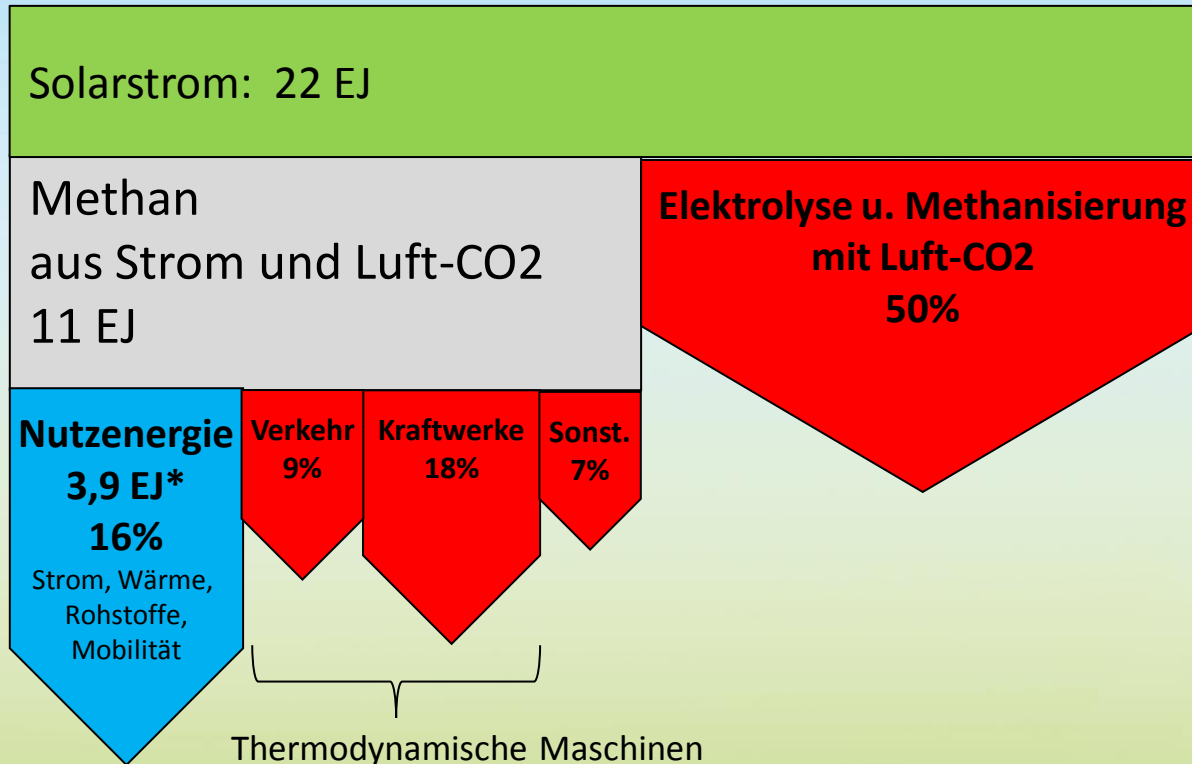 Solarstrom: 22 EJ
Methan
aus Strom und Luft-CO2
11 EJ
Elektrolyse u. Methanisierung
mit Luft-CO2
50%
Nutzenergie
3,9 EJ*
16%
Strom, Wärme,
Rohstoffe,
Mobilität
Verkehr
9%
Kraftwerke
18%
Sonst.
7%
Thermodynamische Maschinen